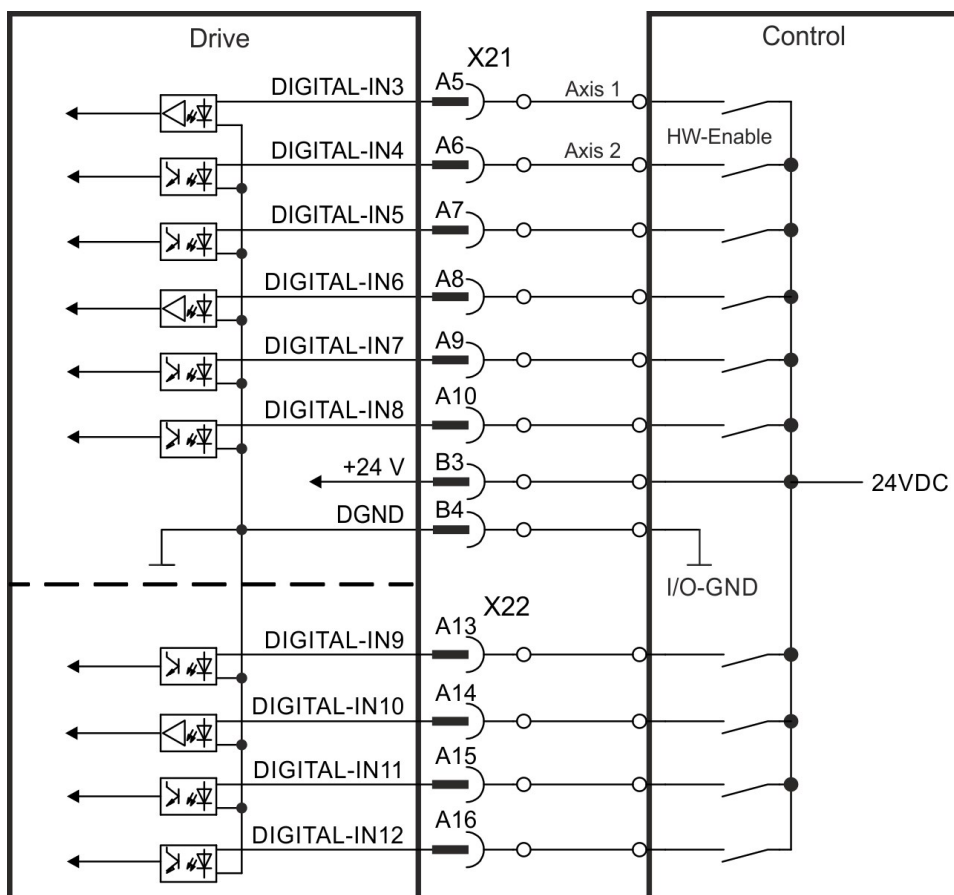 Drive
Control
X21
DIGITAL-IN3 A5 Axis 1
HW-Enable
DIGITAL-IN4 A6 Axis 2
DIGITAL-IN5 A7
DIGITAL-IN6 A8
DIGITAL-IN7 A9
DIGITAL-IN8 A10
+24 V B3
24VDC
DGND B4
I/O-GND
X22
DIGITAL-IN9 A13
DIGITAL-IN10 A14
DIGITAL-IN11 A15
DIGITAL-IN12 A16